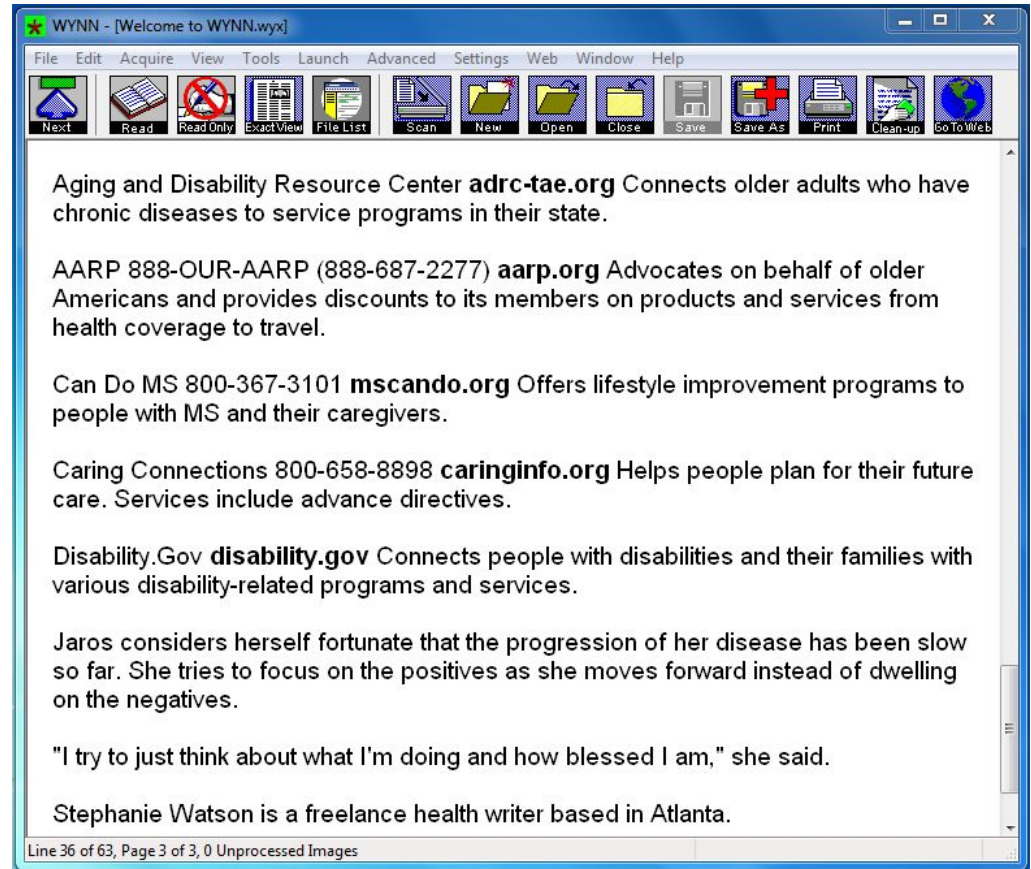 WYNN - [Welcome to WYNN.wyx]
File Edit Acquire View Tools Launch Advanced Settings Web Window Help
Next Read Read Only Exact View File List Scan New Open Close Save Save As Print Clean-up Go To Web
Aging and Disability Resource Center adrc-tae.org Connects older adults who have
chronic diseases to service programs in their state.
AARP 888-OUR-AARP (888-687-2277) aarp.org Advocates on behalf of older
Americans and provides discounts to its members on products and services from
health coverage to travel.
Can Do MS 800-367-3101 mscando.org Offers lifestyle improvement programs to
people with MS and their caregivers.
Caring Connections 800-658-8898 caringinfo.org Helps people plan for their future
care. Services include advance directives.
Disability.Gov disability.gov Connects people with disabilities and their families with
various disability-related programs and services.
Jaros considers herself fortunate that the progression of her disease has been slow
so far. She tries to focus on the positives as she moves forward instead of dwelling
on the negatives.
"I try to just think about what I'm doing and how blessed I am," she said.
Stephanie Watson is a freelance health writer based in Atlanta.
Line 36 of 63, Page 3 of 3, 0 Unprocessed Images